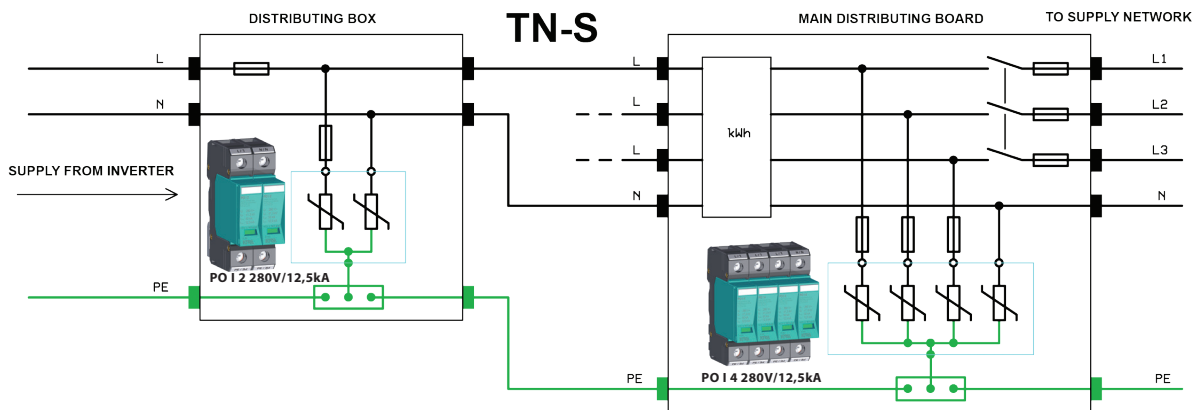 DISTRIBUTING BOX
TN-S
MAIN DISTRIBUTING BOARD
TO SUPPLY NETWORK
L
L
L1
N
L
L2
kWh
SUPPLY FROM INVERTER
L
L3
N
N
PO I 2 280V/12,5kA
PE
PO I 4 280V/12,5kA
PE
PE